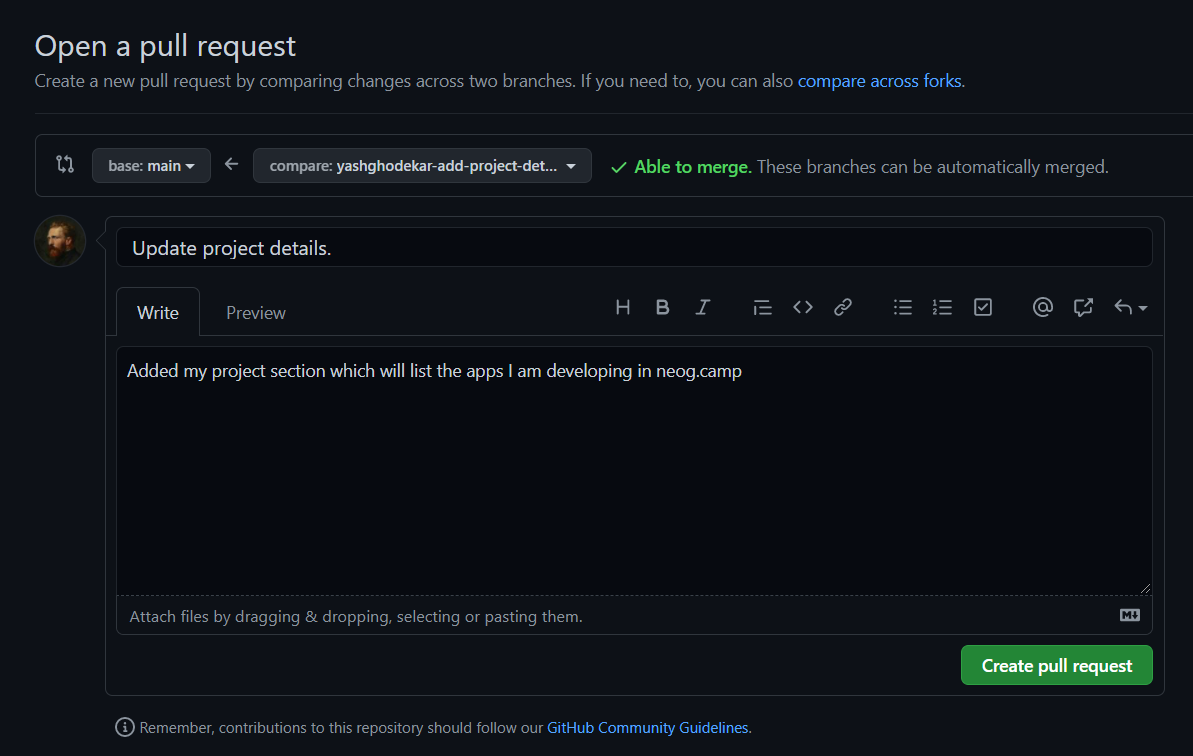 Open a pull request
Create a new pull request by comparing changes across two branches. If you need to, you can also compare across forks.
base: main compare: yashghodekar-add-project-det... Able to merge. These branches can be automatically merged.
Update project details.
Write Preview H B I @
Added my project section which will list the apps I am developing in neog.camp
Attach files by dragging & dropping, selecting or pasting them.
Create pull request
Remember, contributions to this repository should follow our GitHub Community Guidelines.